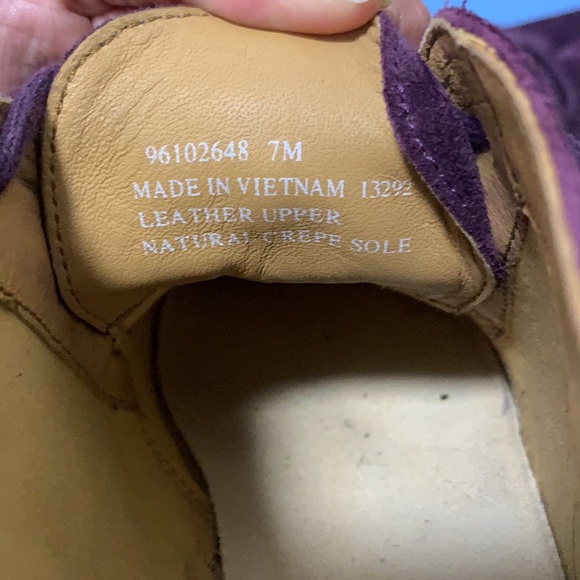 96102648 7M
MADE IN VIETNAM 13292
LEATHER UPPER
NATURAL CREPE SOLE